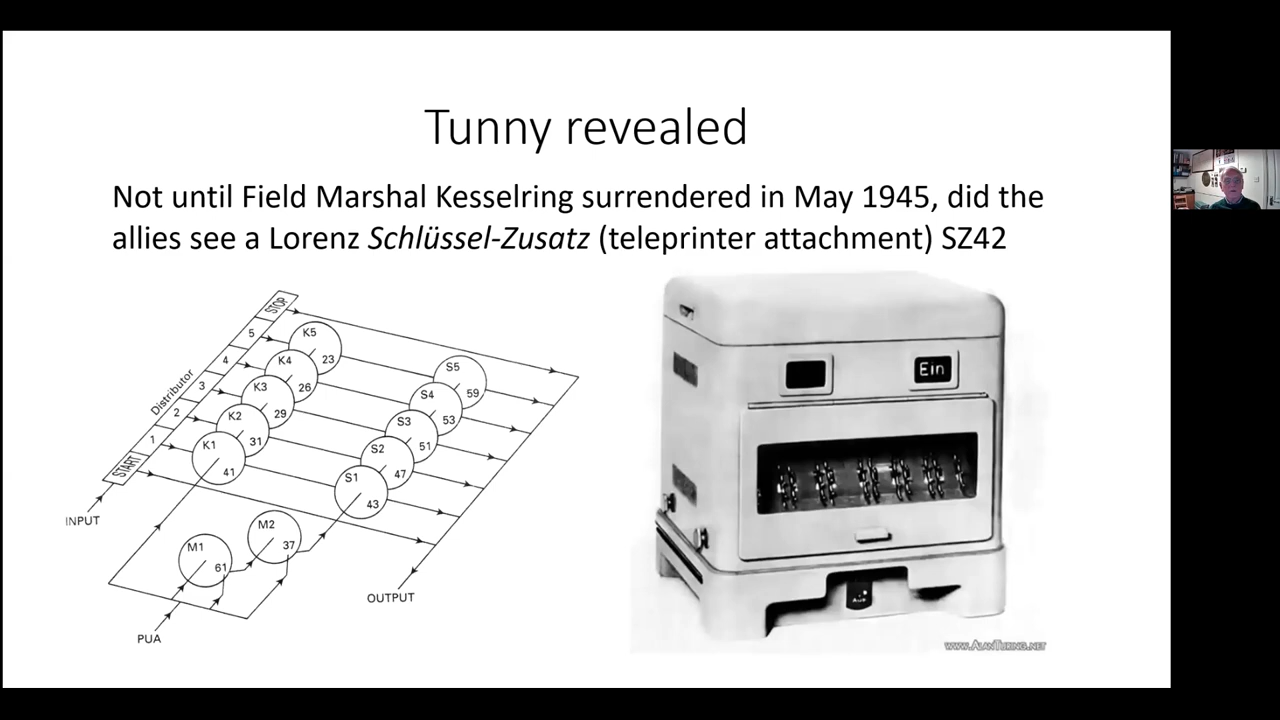 Tunny revealed
Not until Field Marshal Kesselring surrendered in May 1945, did the
allies see a Lorenz Schlüssel-Zusatz (teleprinter attachment) SZ42
STOP
5
4
3
2
1
START
Distributor
K5
23
K4
26
K3
29
K2
31
K1
41
S5
59
S4
53
S3
51
S2
47
S1
43
M2
37
M1
61
INPUT
OUTPUT
PUA
Ein
Aus
www.AlanTuring.net